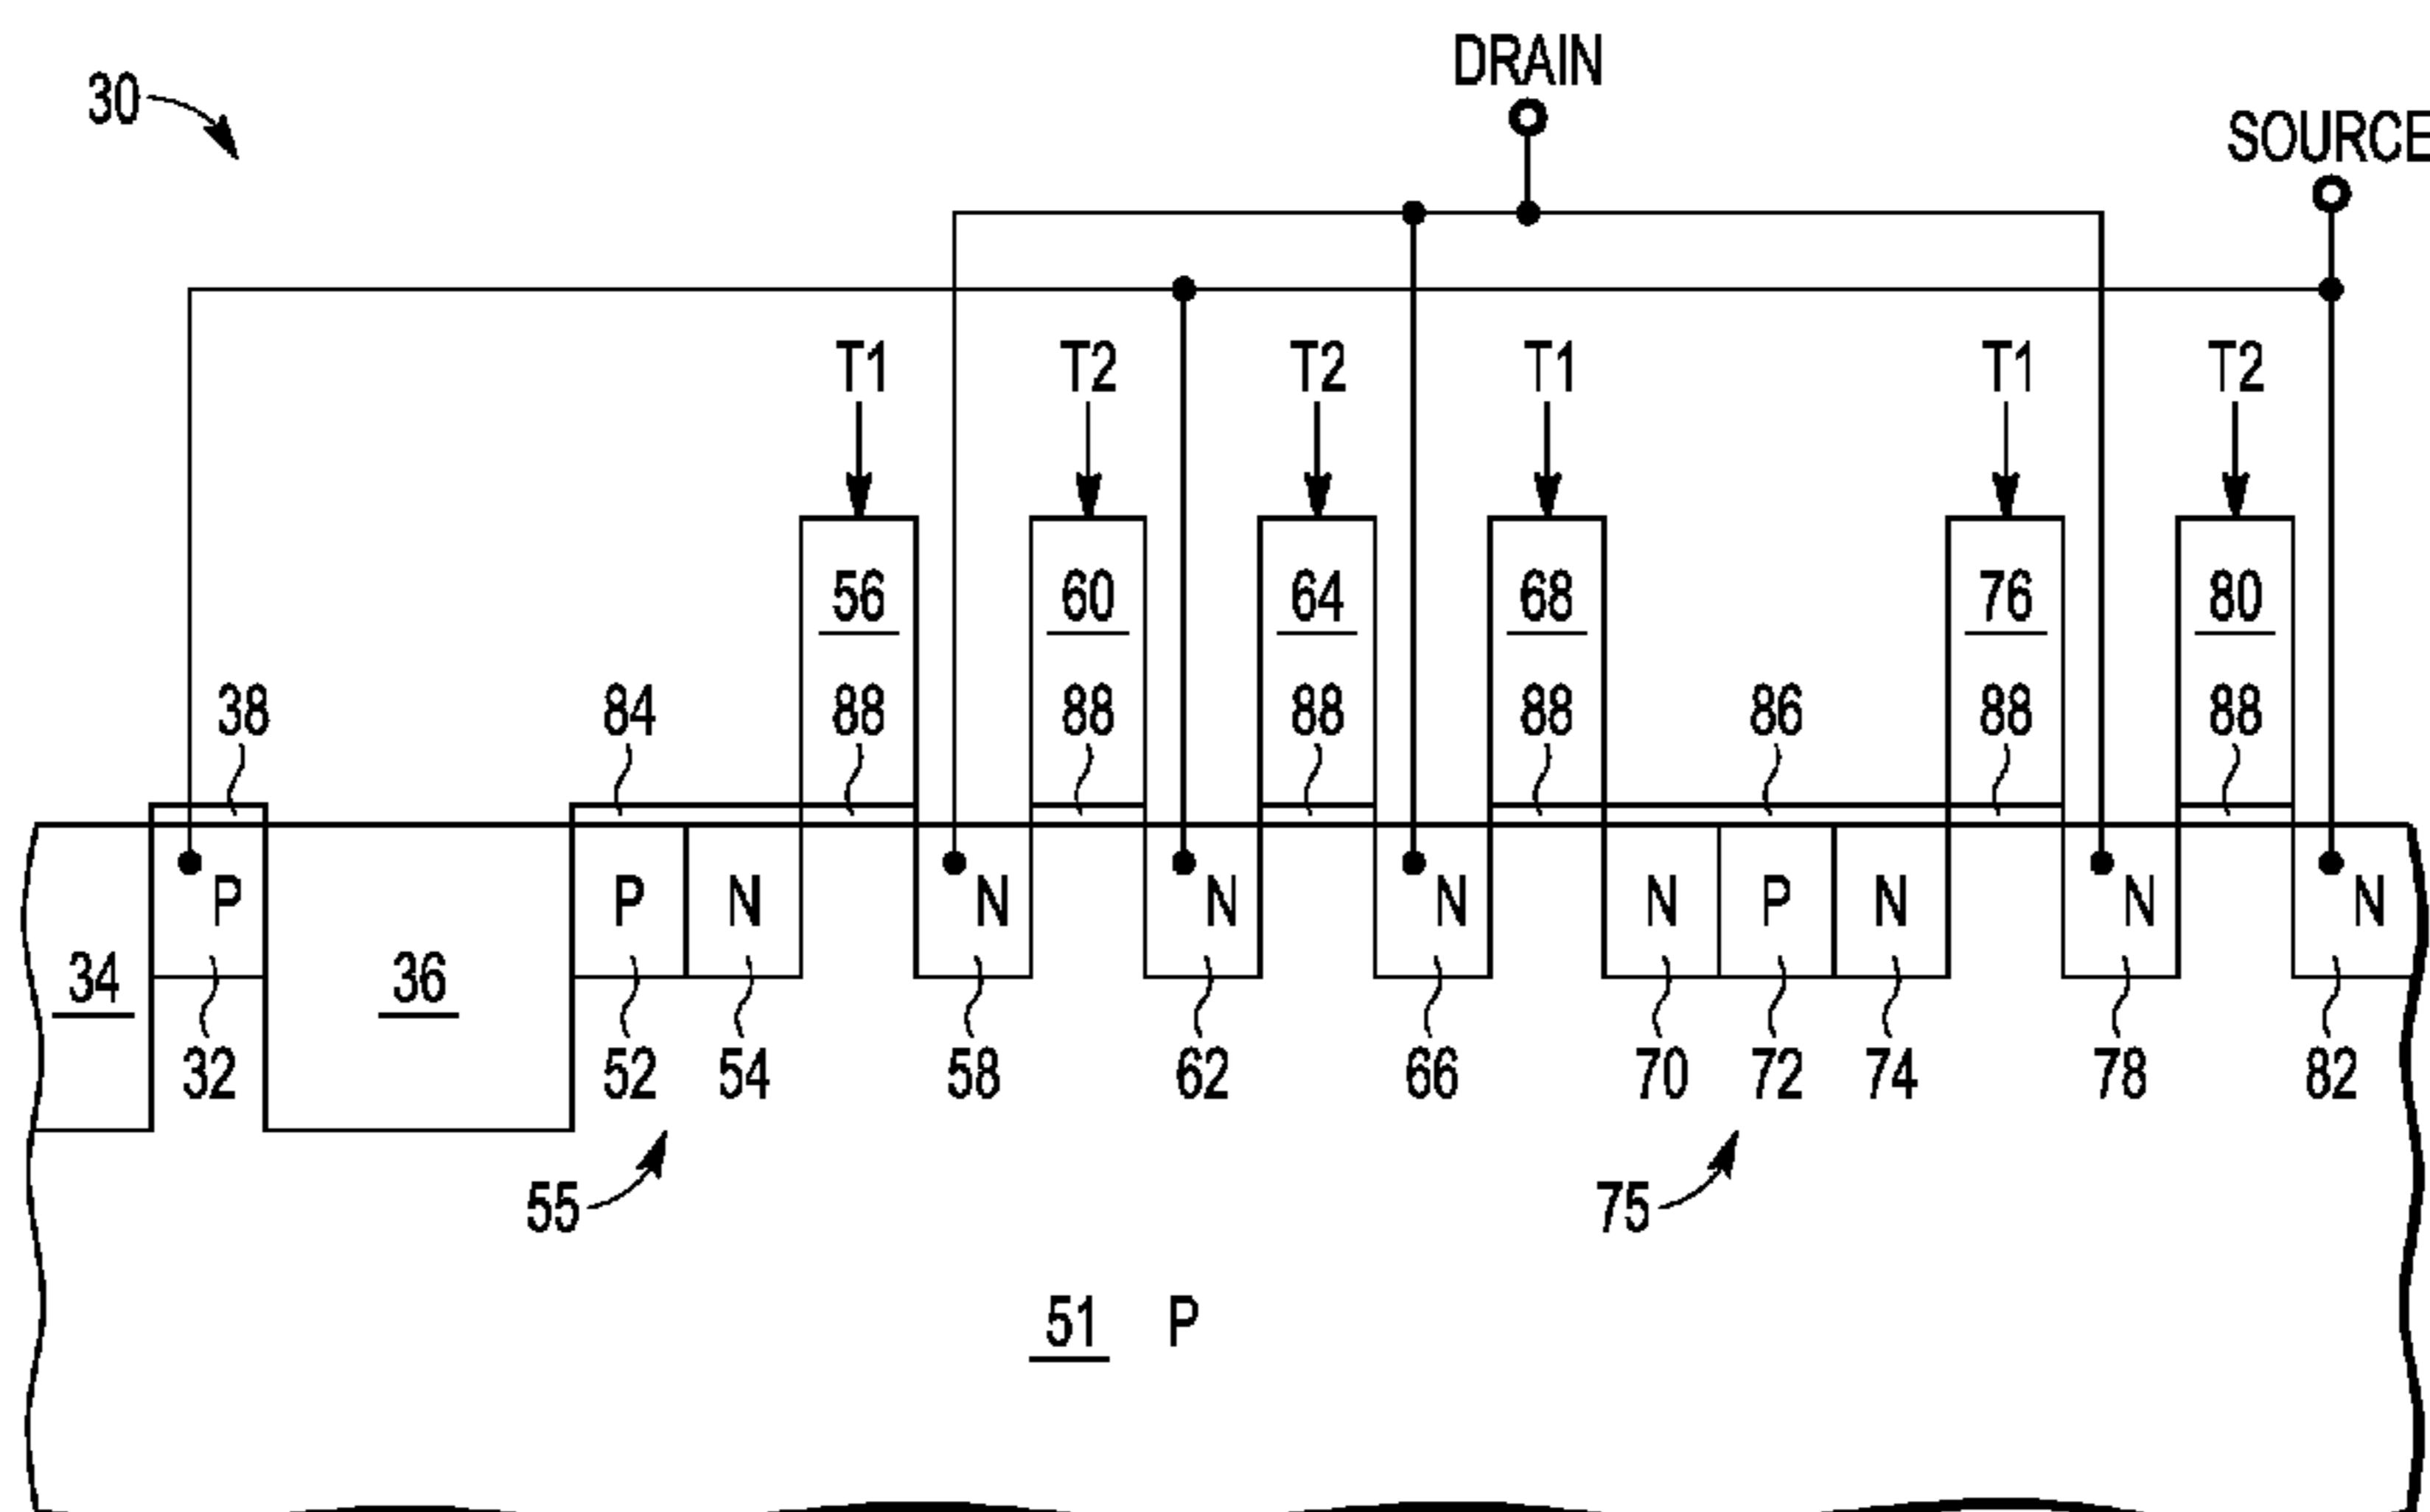 DRAIN
30
SOURCE
T1 T2 T2 T1 T1 T2
56 60 64 68 76 80
38 84 88 88 88 88 86 88 88
P P N N N N N P N N N
34 36
32 52 54 58 62 66 70 72 74 78 82
55 75
51 P